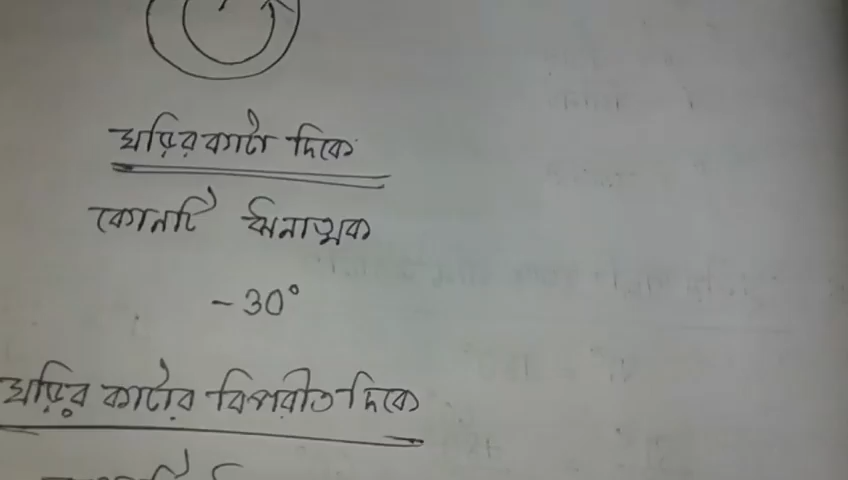 ঘড়ির কাটা দিকে
কোনটি ঋনাত্মক
-30°
ঘড়ির কাটার বিপরীত দিকে